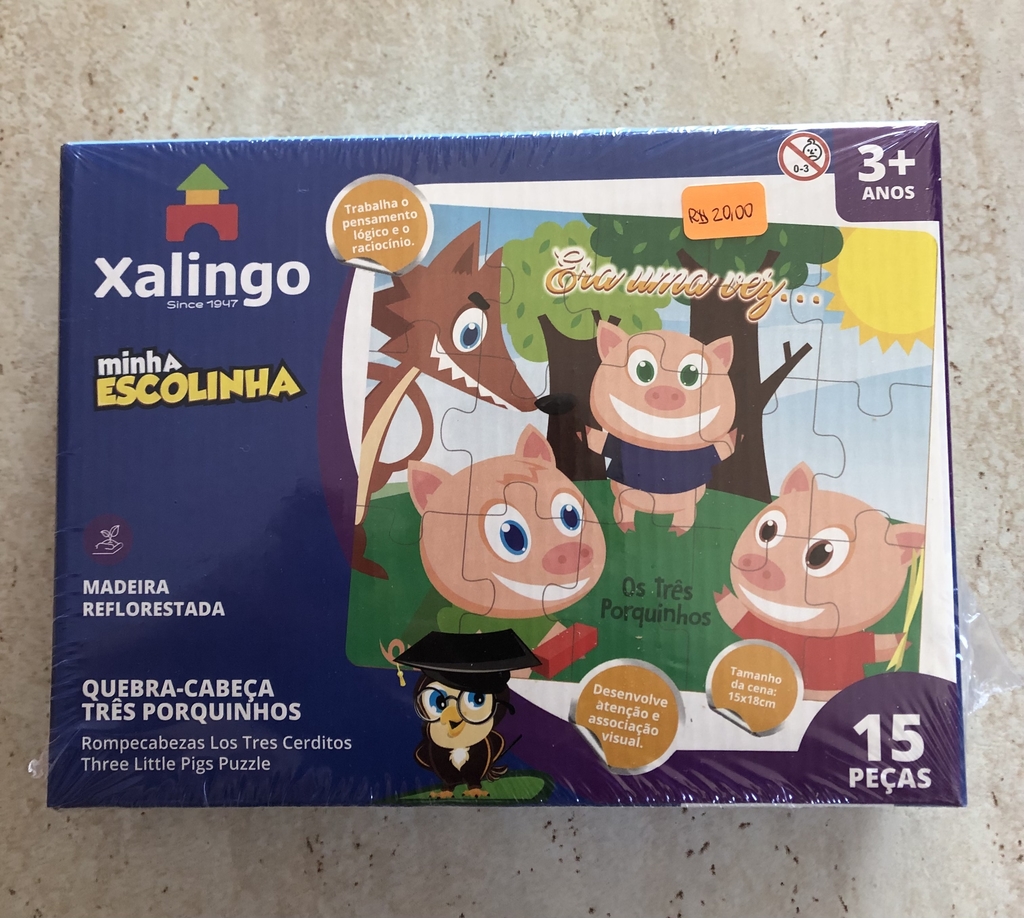 3+
ANOS
0-3
R$ 20,00
Trabalha o
pensamento
lógico e o
raciocínio.
Xalingo
Since 1947
Era uma vez...
minha
ESCOLINHA
MADEIRA
REFLORESTADA
Os Três
Porquinhos
QUEBRA-CABEÇA
TRÊS PORQUINHOS
Rompecabezas Los Tres Cerditos
Three Little Pigs Puzzle
Desenvolve
atenção e
associação
visual.
Tamanho
da cena:
15x18cm
15
PEÇAS